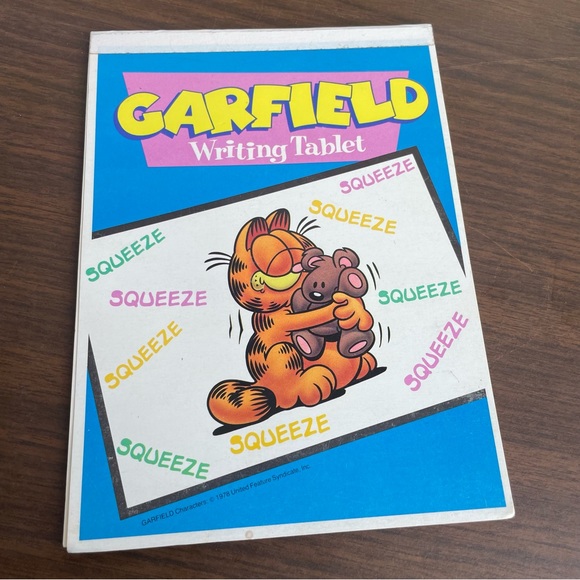 GARFIELD
Writing Tablet
SQUEEZE
SQUEEZE
SQUEEZE
SQUEEZE
SQUEEZE
SQUEEZE
SQUEEZE
SQUEEZE
SQUEEZE
GARFIELD Characters: © 1978 United Feature Syndicate, Inc.